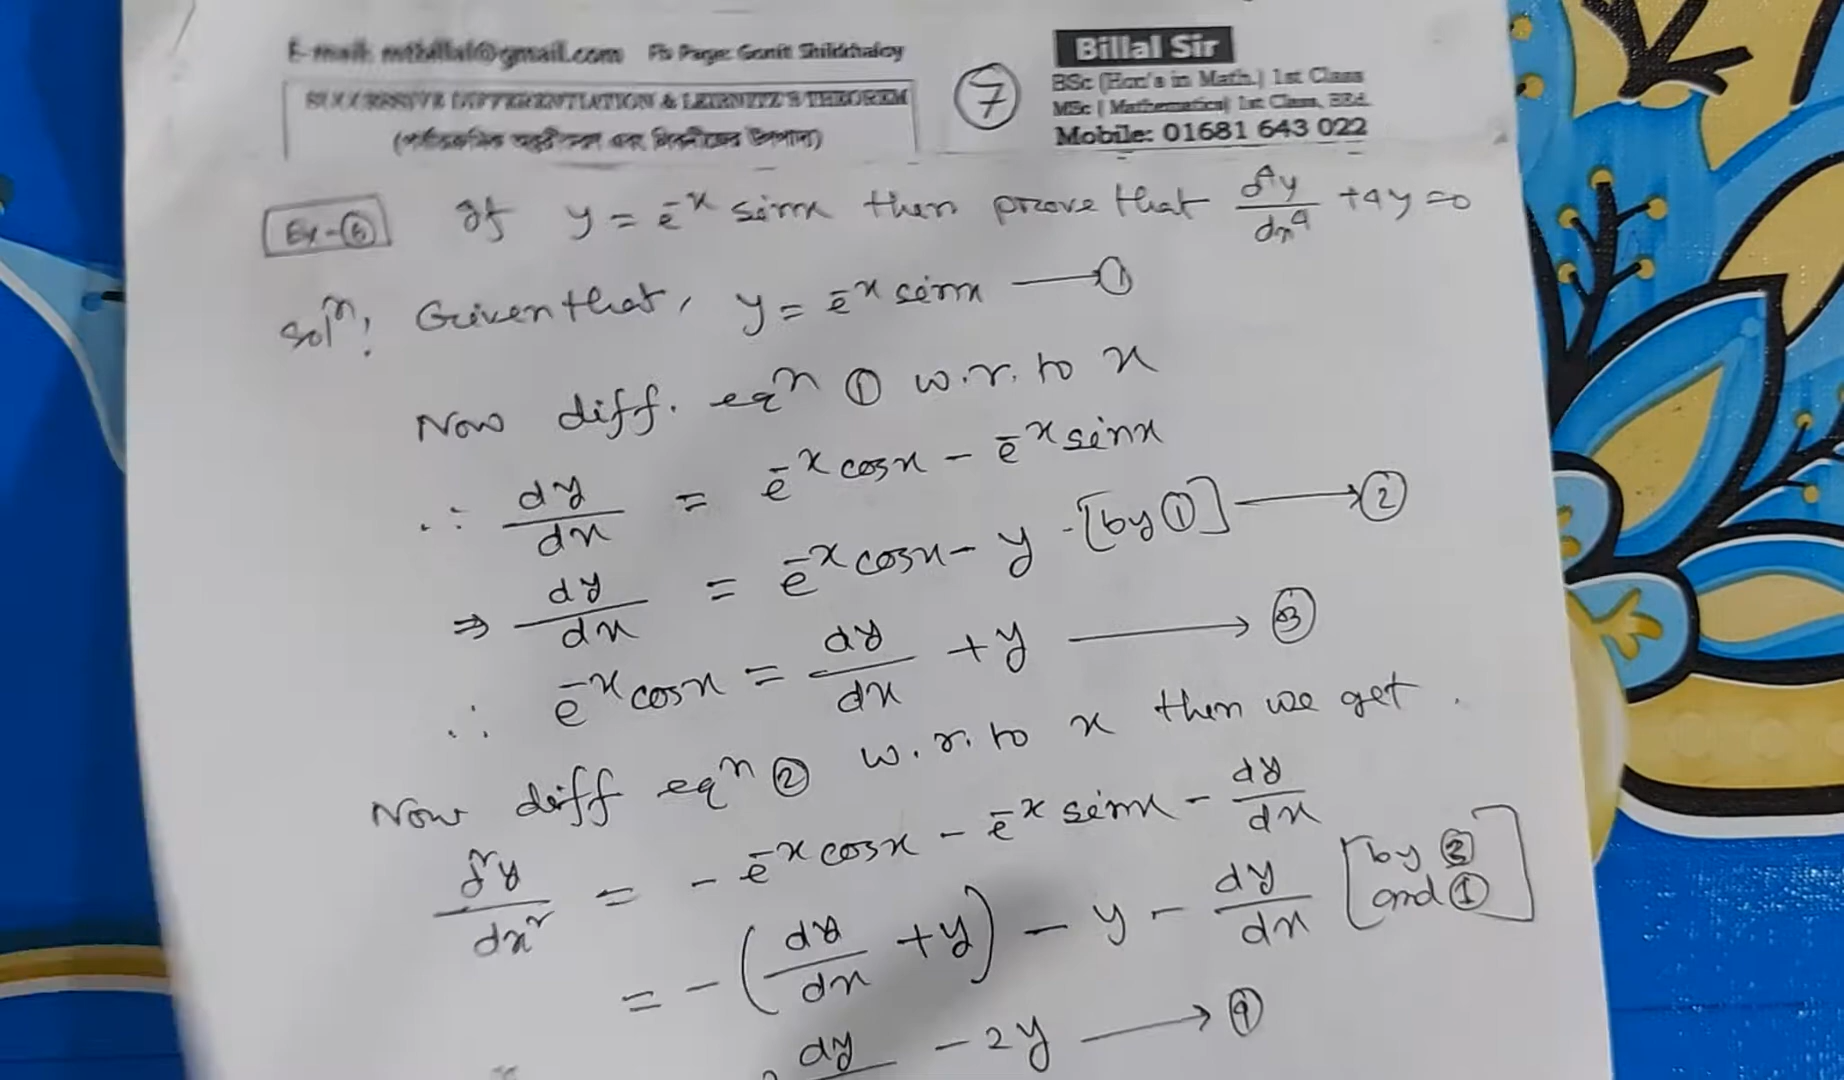 E-mail: mtbillal@gmail.com Fb Page: Gonit Shikkhaloy
SUCCESSIVE DIFFERENTIATION & LEIBNITZ'S THEOREM
7
Billal Sir
BSc (Hon's in Math.) 1st Class
MSc (Mathematics) 1st Class, BEd.
Mobile: 01681 643 022
Ex-⑥ If y = e^-x sinx then prove that d⁴y/dx⁴ + 4y = 0
Solⁿ: Given that, y = e^-x sinx ⟶ ①
Now diff. eqⁿ ① w.r. to x
∴ dy/dx = e^-x cosx - e^-x sinx
⇒ dy/dx = e^-x cosx - y - [by ①] ⟶ ②
∴ e^-x cosx = dy/dx + y ⟶ ③
Now diff eqⁿ ② w.r. to x then we get.
d²y/dx² = - e^-x cosx - e^-x sinx - dy/dx
= - (dy/dx + y) - y - dy/dx [by ③ and ①]
dy - 2y ⟶ ④